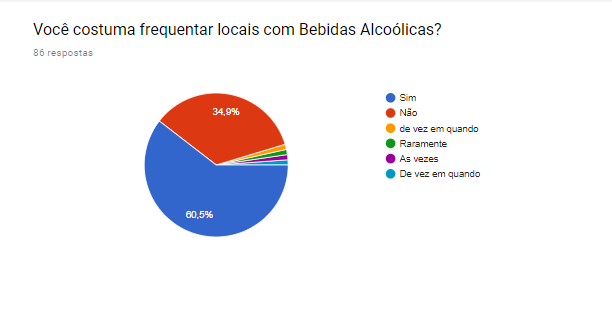 Você costuma frequentar locais com Bebidas Alcoólicas?
86 respostas
34,9%
60,5%
Sim
Não
de vez em quando
Raramente
As vezes
De vez em quando